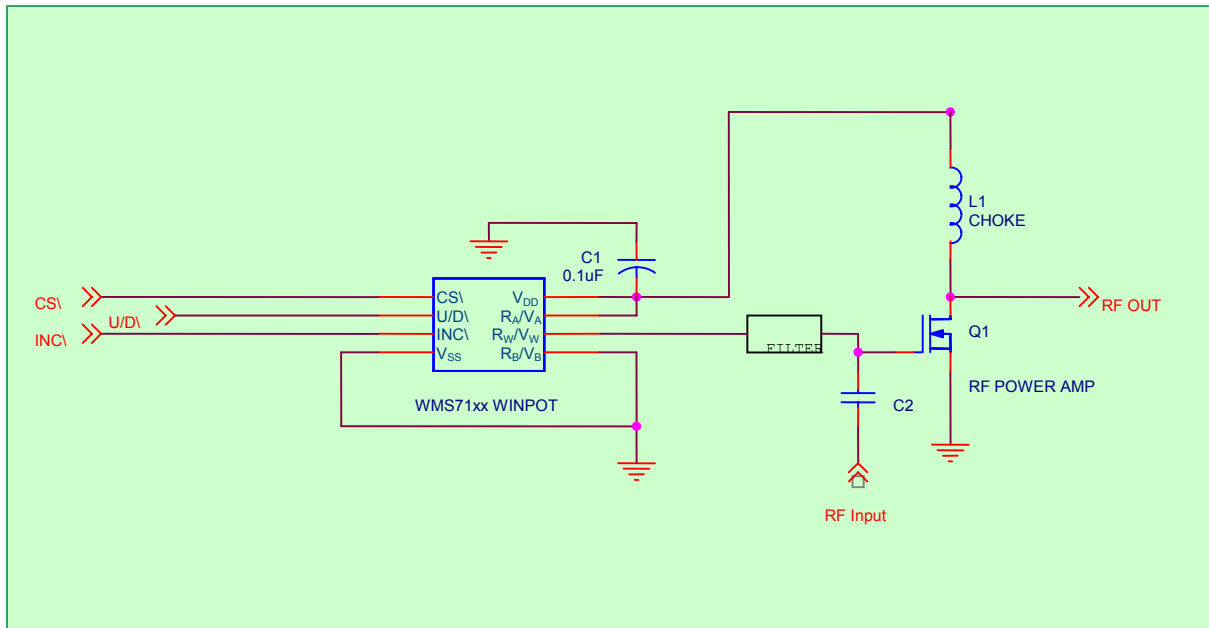 L1
CHOKE
C1
0.1uF
CS\
U/D\
INC\
CS\
U/D\
INC\
VSS
VDD
RA/VA
RW/VW
RB/VB
WMS71xx WINPOT
FILTER
RF OUT
Q1
RF POWER AMP
C2
RF Input